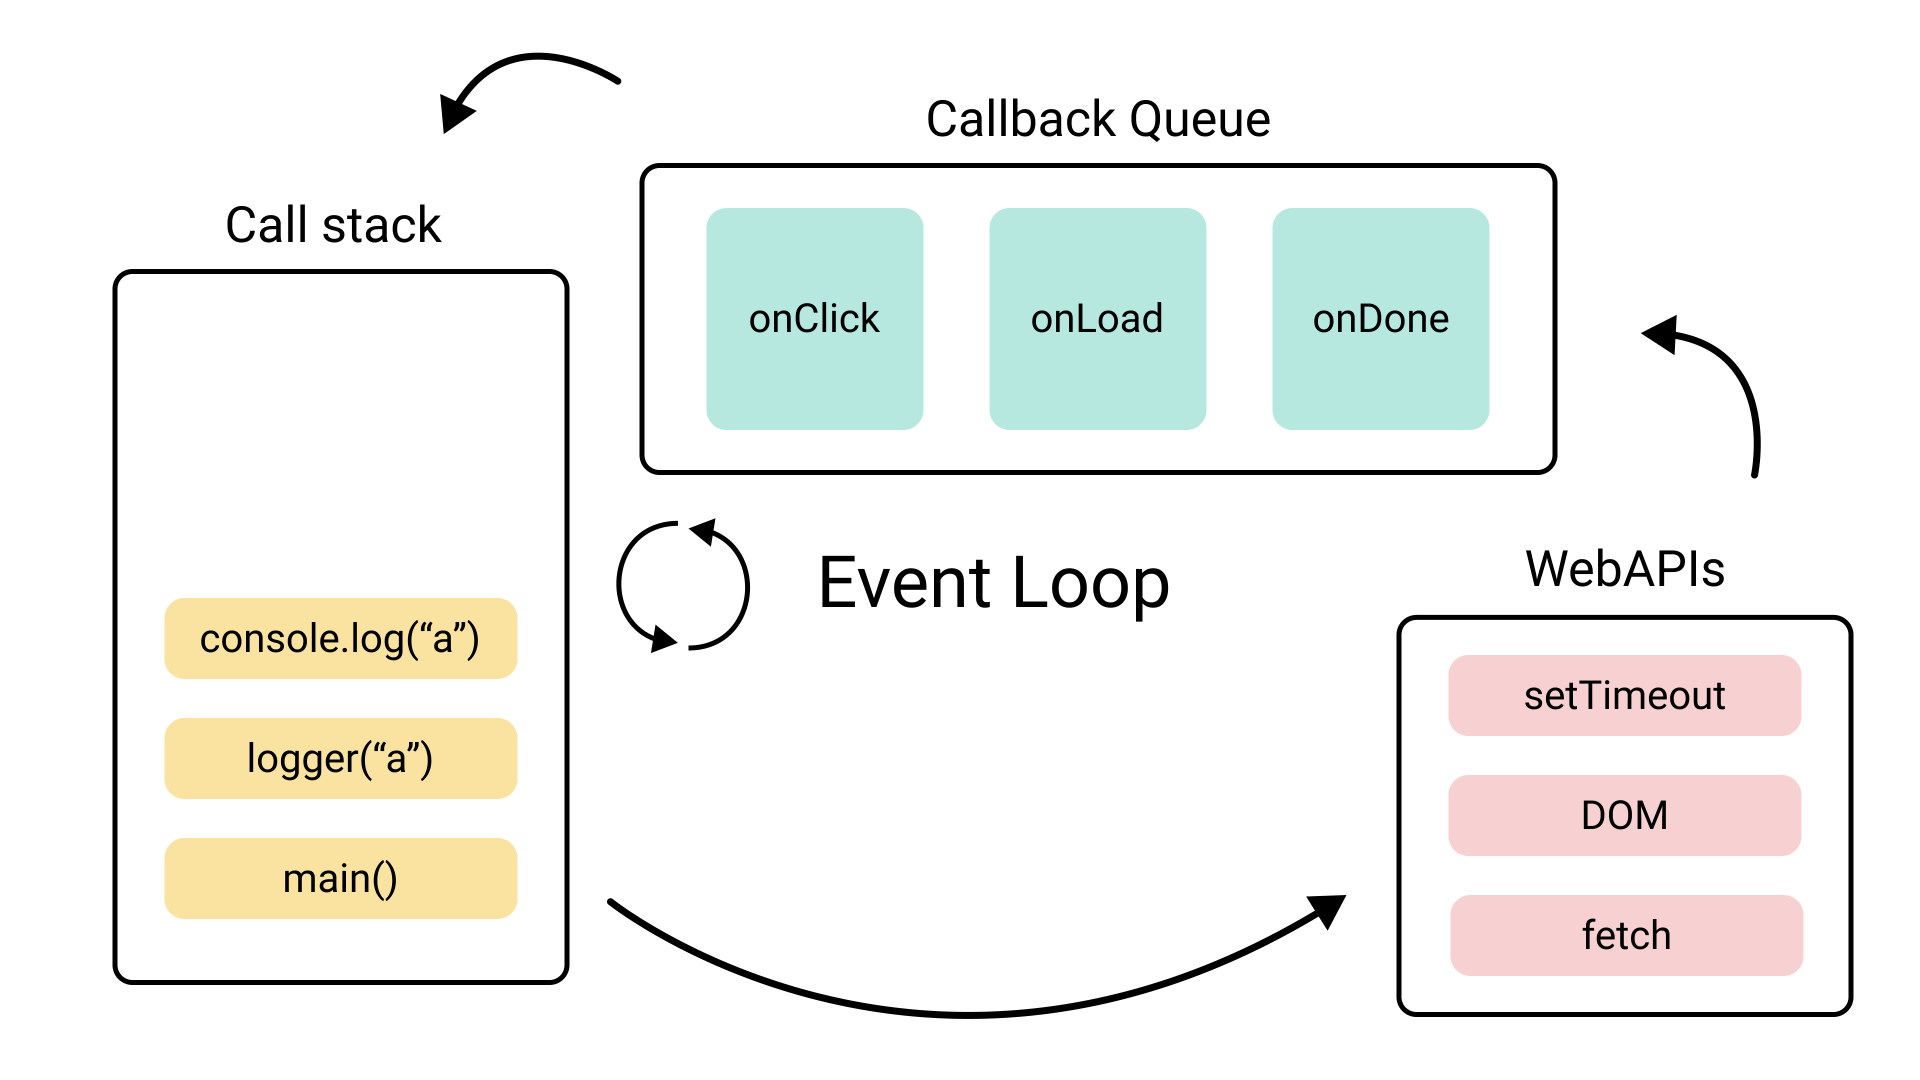 Callback Queue
onClick
onLoad
onDone
Call stack
console.log(“a”)
logger(“a”)
main()
Event Loop
WebAPIs
setTimeout
DOM
fetch